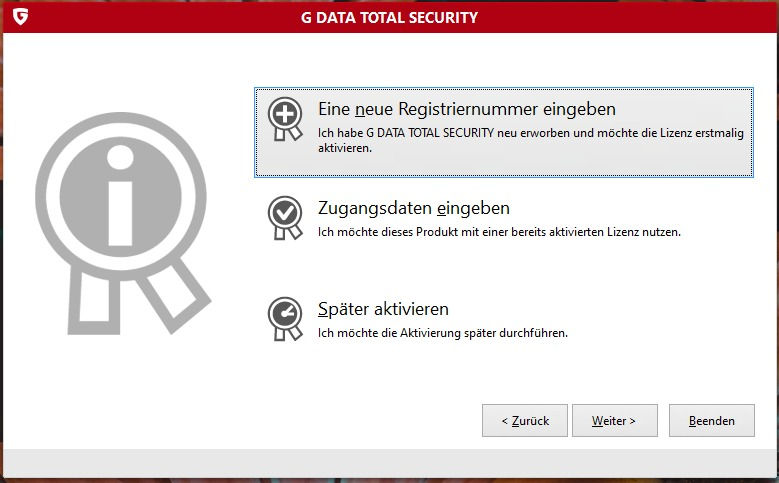 G DATA TOTAL SECURITY
Eine neue Registriernummer eingeben
Ich habe G DATA TOTAL SECURITY neu erworben und möchte die Lizenz erstmalig
aktivieren.
Zugangsdaten eingeben
Ich möchte dieses Produkt mit einer bereits aktivierten Lizenz nutzen.
Später aktivieren
Ich möchte die Aktivierung später durchführen.
< Zurück Weiter > Beenden